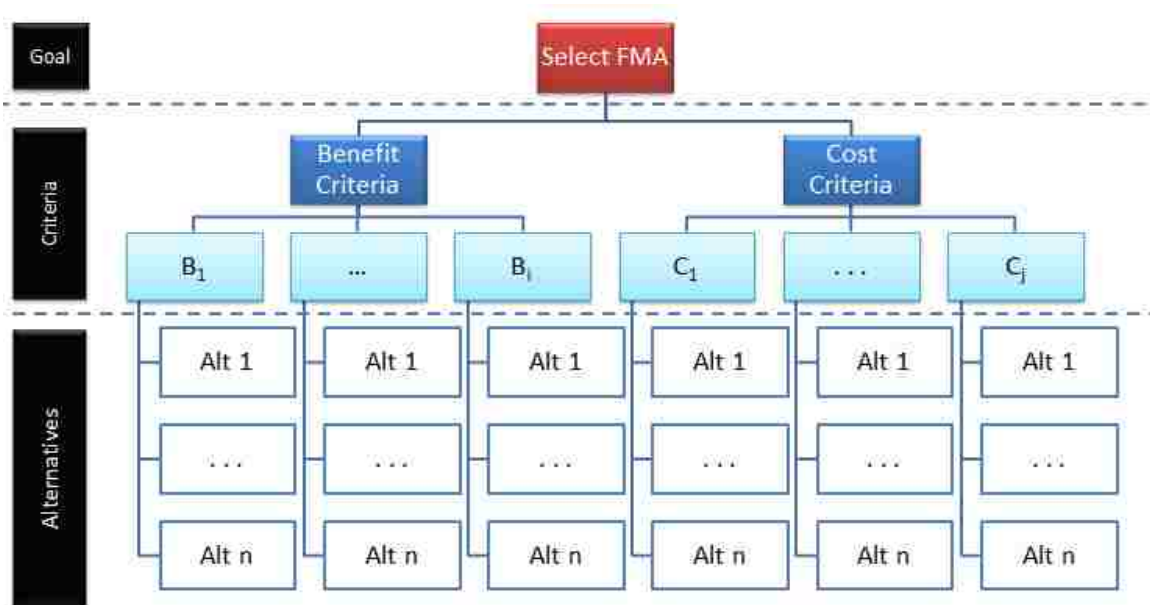 Goal
Select FMA
Criteria
Benefit
Criteria
Cost
Criteria
B₁
...
Bᵢ
C₁
. . .
Cⱼ
Alternatives
Alt 1
Alt 1
Alt 1
Alt 1
Alt 1
Alt 1
. . .
. . .
. . .
. . .
. . .
. . .
Alt n
Alt n
Alt n
Alt n
Alt n
Alt n